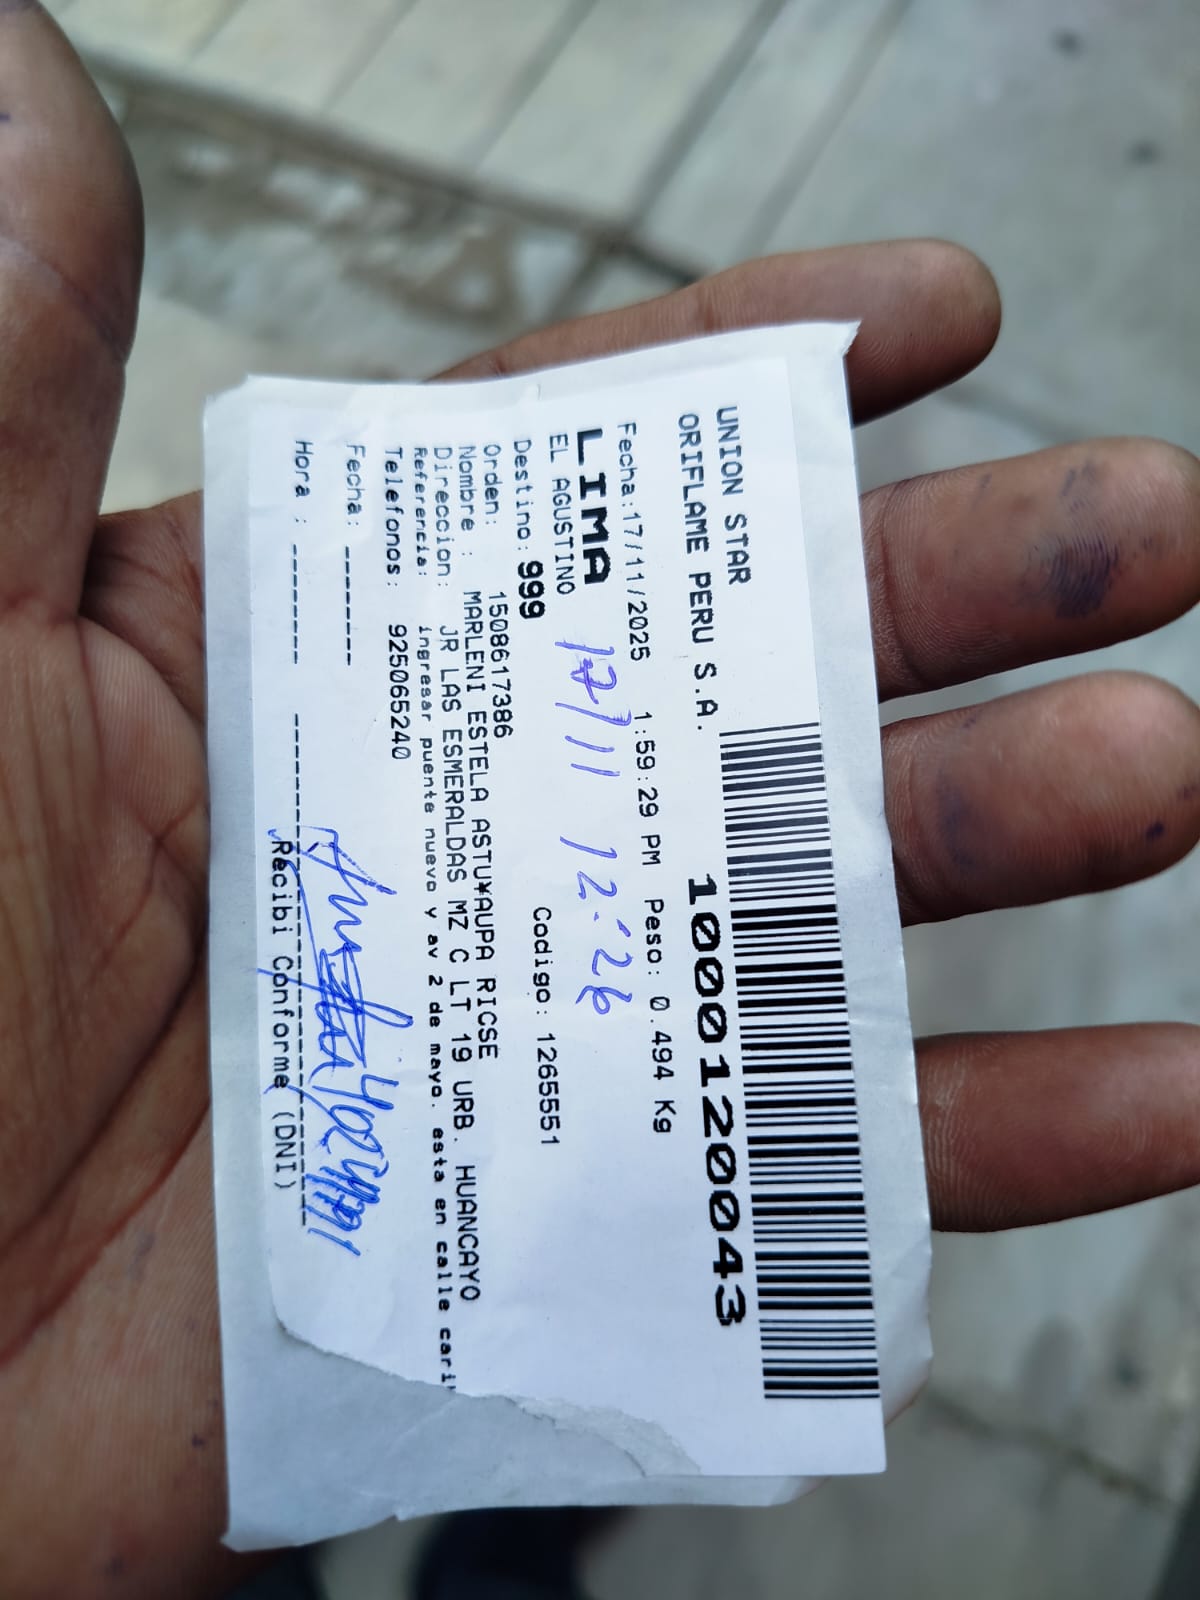 UNION STAR
ORIFLAME PERU S.A.
1000120043
Fecha:17/11/2025 1:59:29 PM Peso: 0.494 Kg
LIMA
EL AGUSTINO
17/11 12:26
Destino: 999 Codigo: 1265551
Orden: 1508617386
Nombre : MARLENI ESTELA ASTU¥AUPA RICSE
Direccion: JR LAS ESMERALDAS MZ C LT 19 URB. HUANCAYO
Referencia: ingresar puente nuevo y av 2 de mayo. esta en calle
Telefonos: 925065240
Fecha: ------
Hora : ------
Recibi Conforme (DNI)